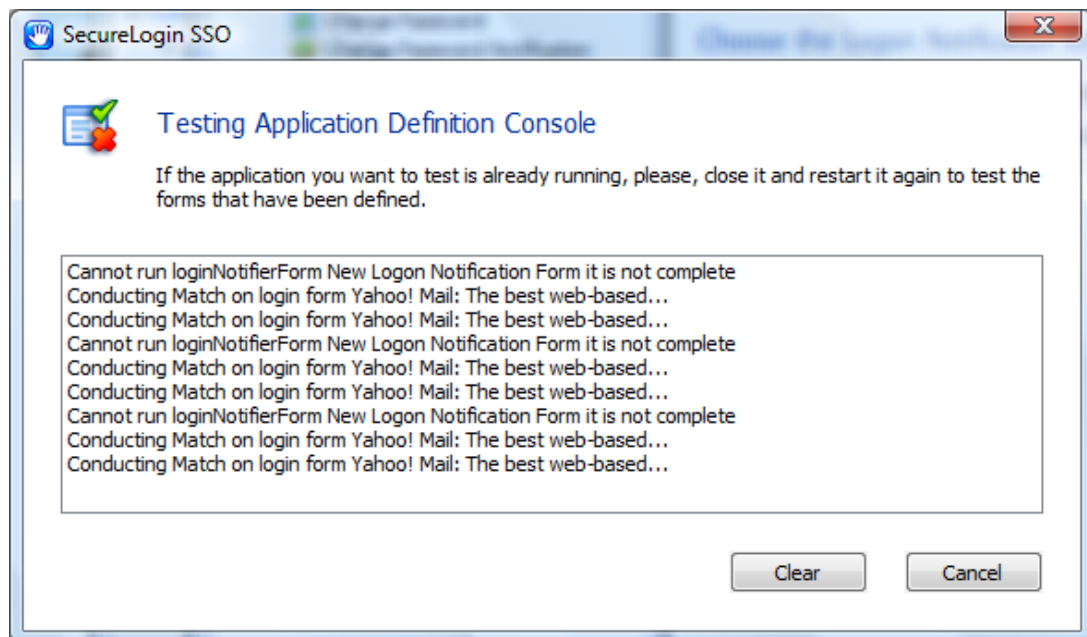 SecureLogin SSO
Testing Application Definition Console
If the application you want to test is already running, please, close it and restart it again to test the
forms that have been defined.
Cannot run loginNotifierForm New Logon Notification Form it is not complete
Conducting Match on login form Yahoo! Mail: The best web-based...
Conducting Match on login form Yahoo! Mail: The best web-based...
Cannot run loginNotifierForm New Logon Notification Form it is not complete
Conducting Match on login form Yahoo! Mail: The best web-based...
Conducting Match on login form Yahoo! Mail: The best web-based...
Cannot run loginNotifierForm New Logon Notification Form it is not complete
Conducting Match on login form Yahoo! Mail: The best web-based...
Conducting Match on login form Yahoo! Mail: The best web-based...
Clear
Cancel